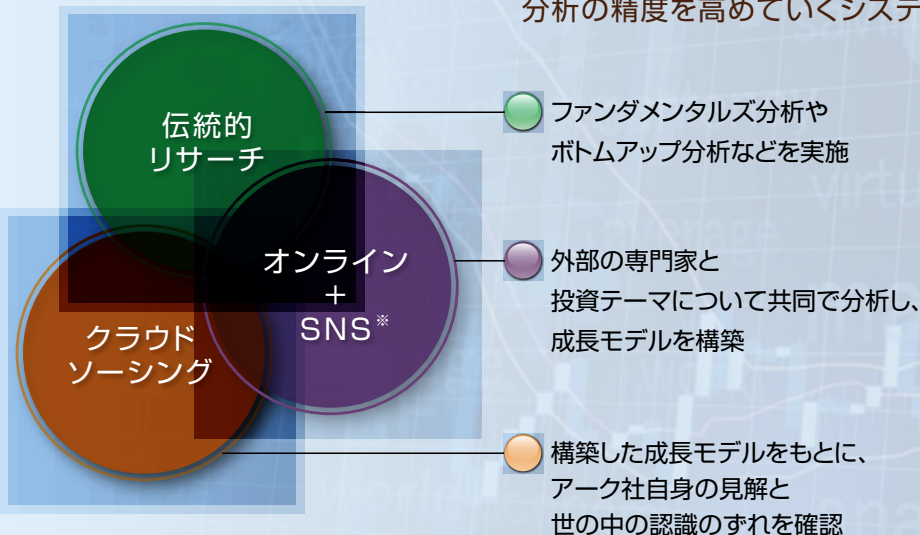 分析の精度を高めていくシステ
伝統的
リサーチ
ファンダメンタルズ分析や
ボトムアップ分析などを実施
オンライン
+
SNS※
外部の専門家と
投資テーマについて共同で分析し、
成長モデルを構築
クラウド
ソーシング
構築した成長モデルをもとに、
アーク社自身の見解と
世の中の認識のずれを確認